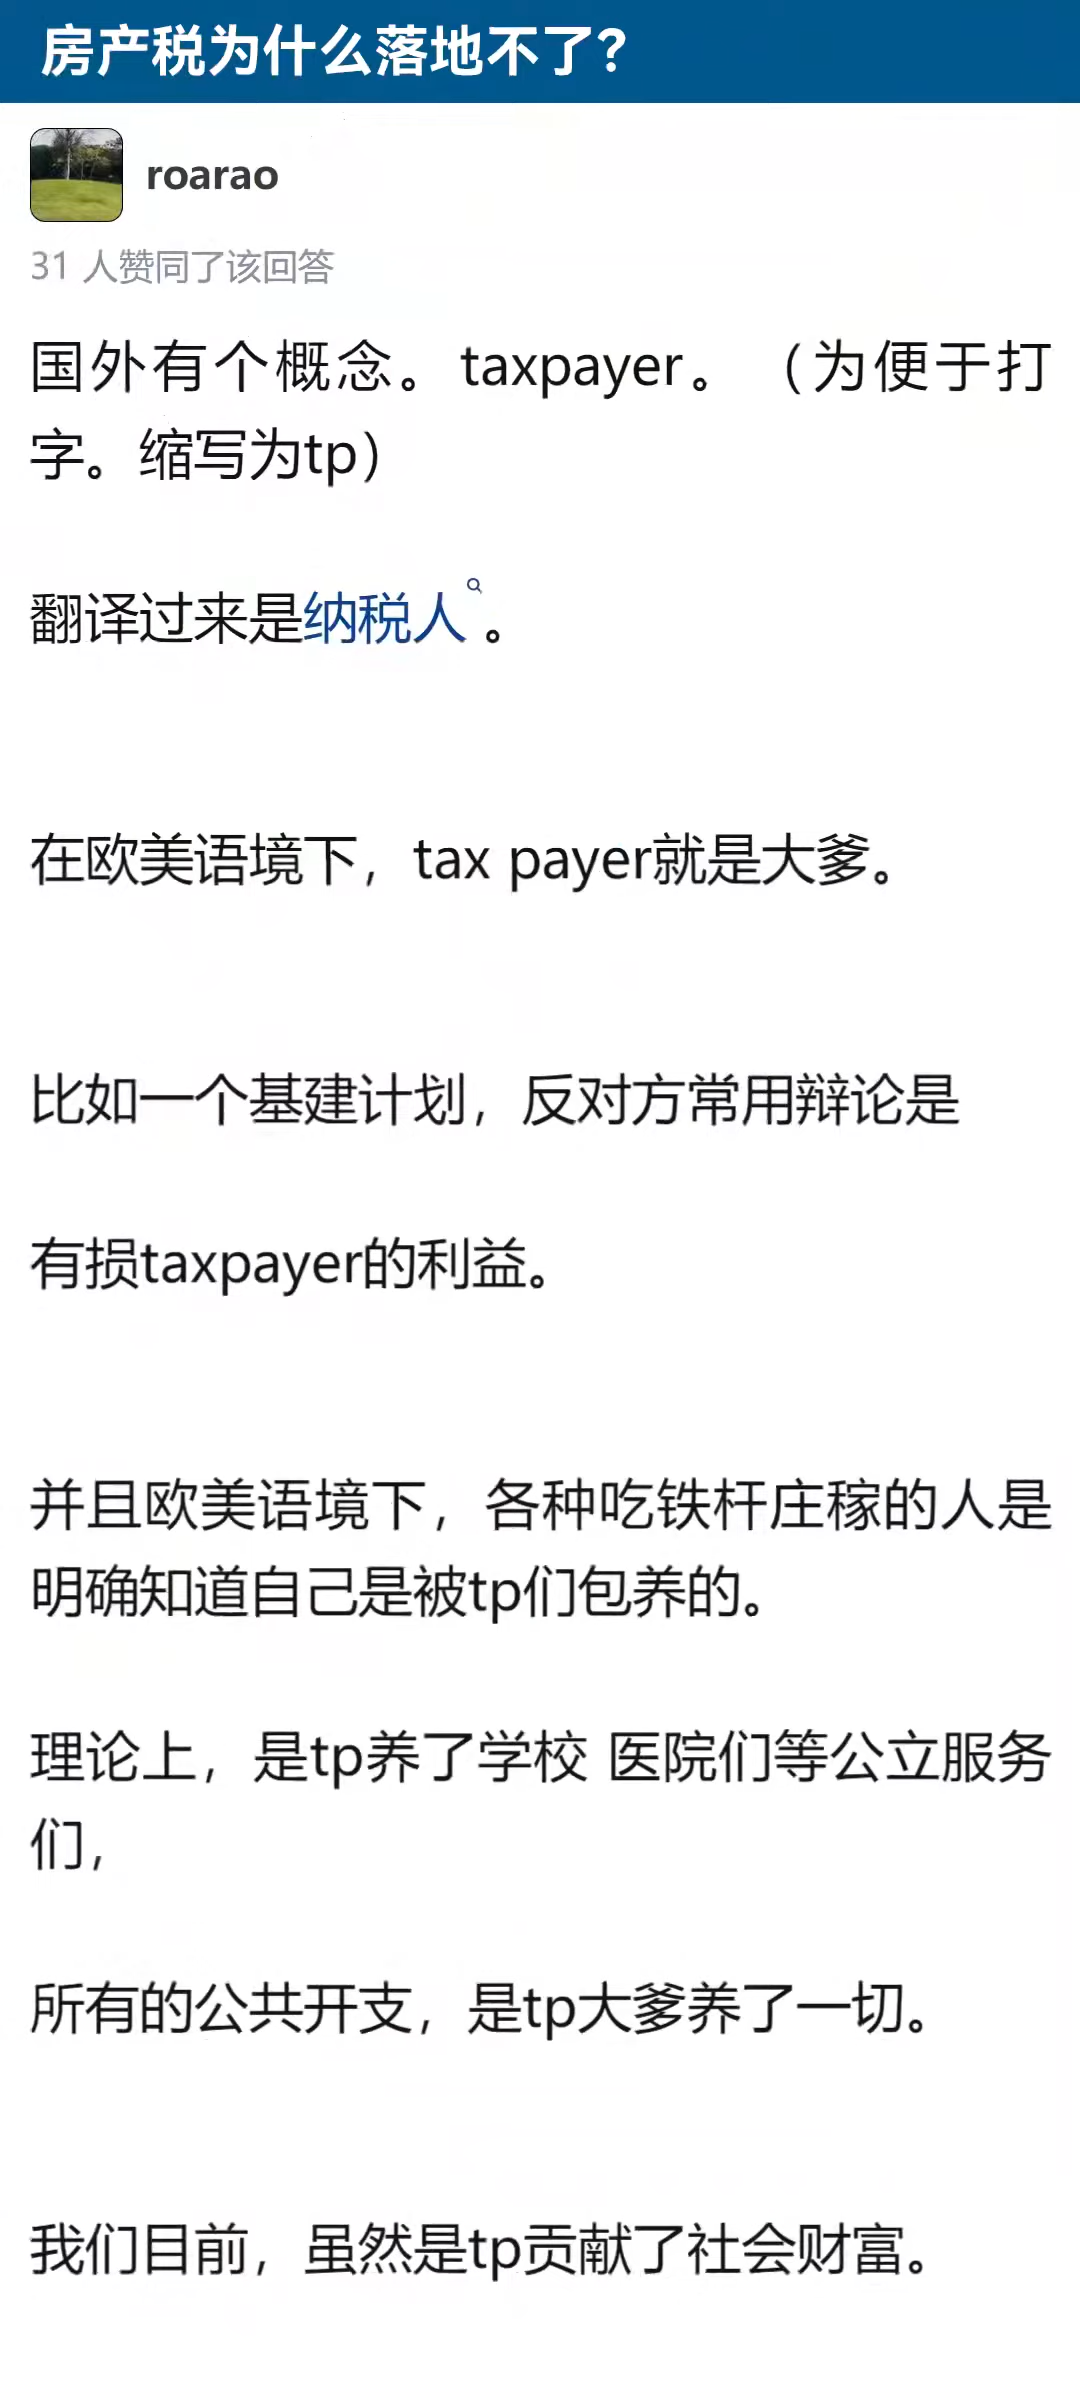 房产税为什么落地不了？
roarao
31 人赞同了该回答
国外有个概念。taxpayer。（为便于打
字。缩写为tp）
翻译过来是纳税人。
在欧美语境下，tax payer就是大爹。
比如一个基建计划，反对方常用辩论是
有损taxpayer的利益。
并且欧美语境下，各种吃铁杆庄稼的人是
明确知道自己是被tp们包养的。
理论上，是tp养了学校 医院们等公立服务
们，
所有的公共开支，是tp大爹养了一切。
我们目前，虽然是tp贡献了社会财富。